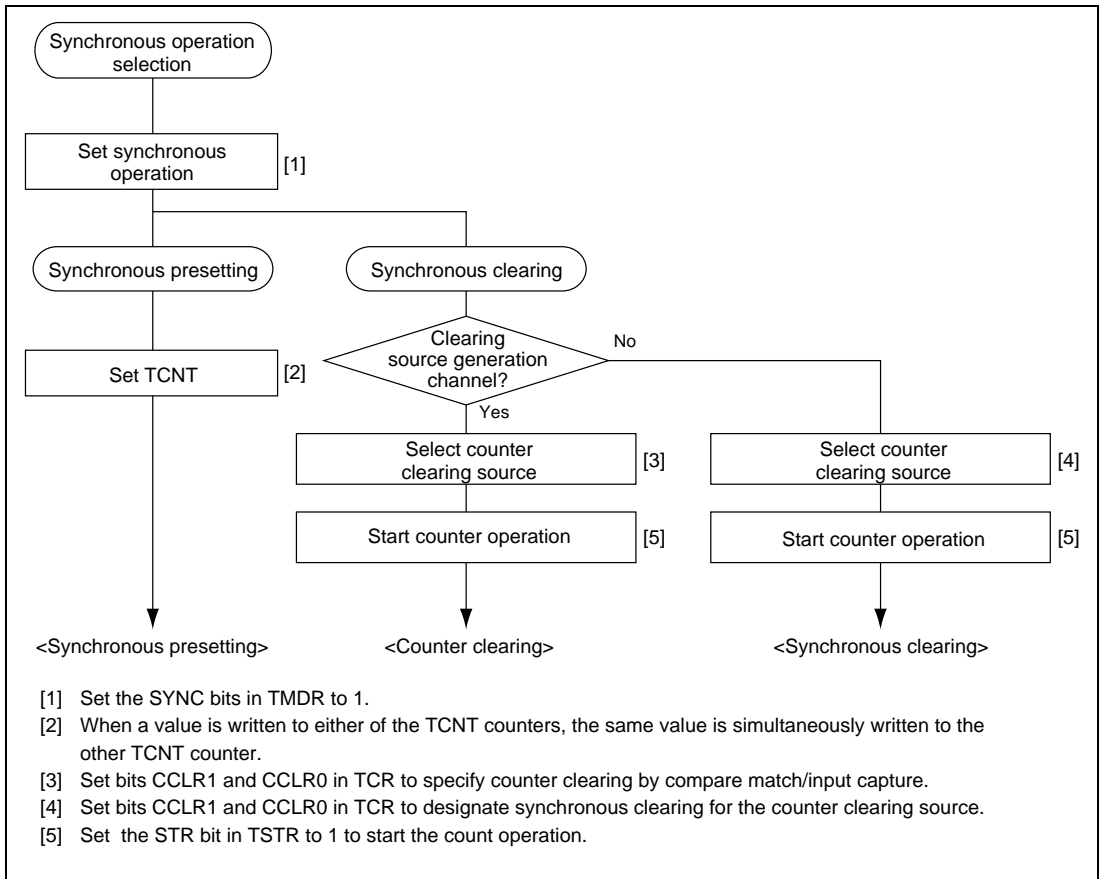 Synchronous operation
selection
Set synchronous
operation
[1]
Synchronous presetting
Synchronous clearing
Clearing
source generation
channel?
No
Yes
Set TCNT
[2]
Select counter
clearing source
[3]
Select counter
clearing source
[4]
Start counter operation
[5]
Start counter operation
[5]
<Synchronous presetting>
<Counter clearing>
<Synchronous clearing>
[1] Set the SYNC bits in TMDR to 1.
[2] When a value is written to either of the TCNT counters, the same value is simultaneously written to the
other TCNT counter.
[3] Set bits CCLR1 and CCLR0 in TCR to specify counter clearing by compare match/input capture.
[4] Set bits CCLR1 and CCLR0 in TCR to designate synchronous clearing for the counter clearing source.
[5] Set the STR bit in TSTR to 1 to start the count operation.